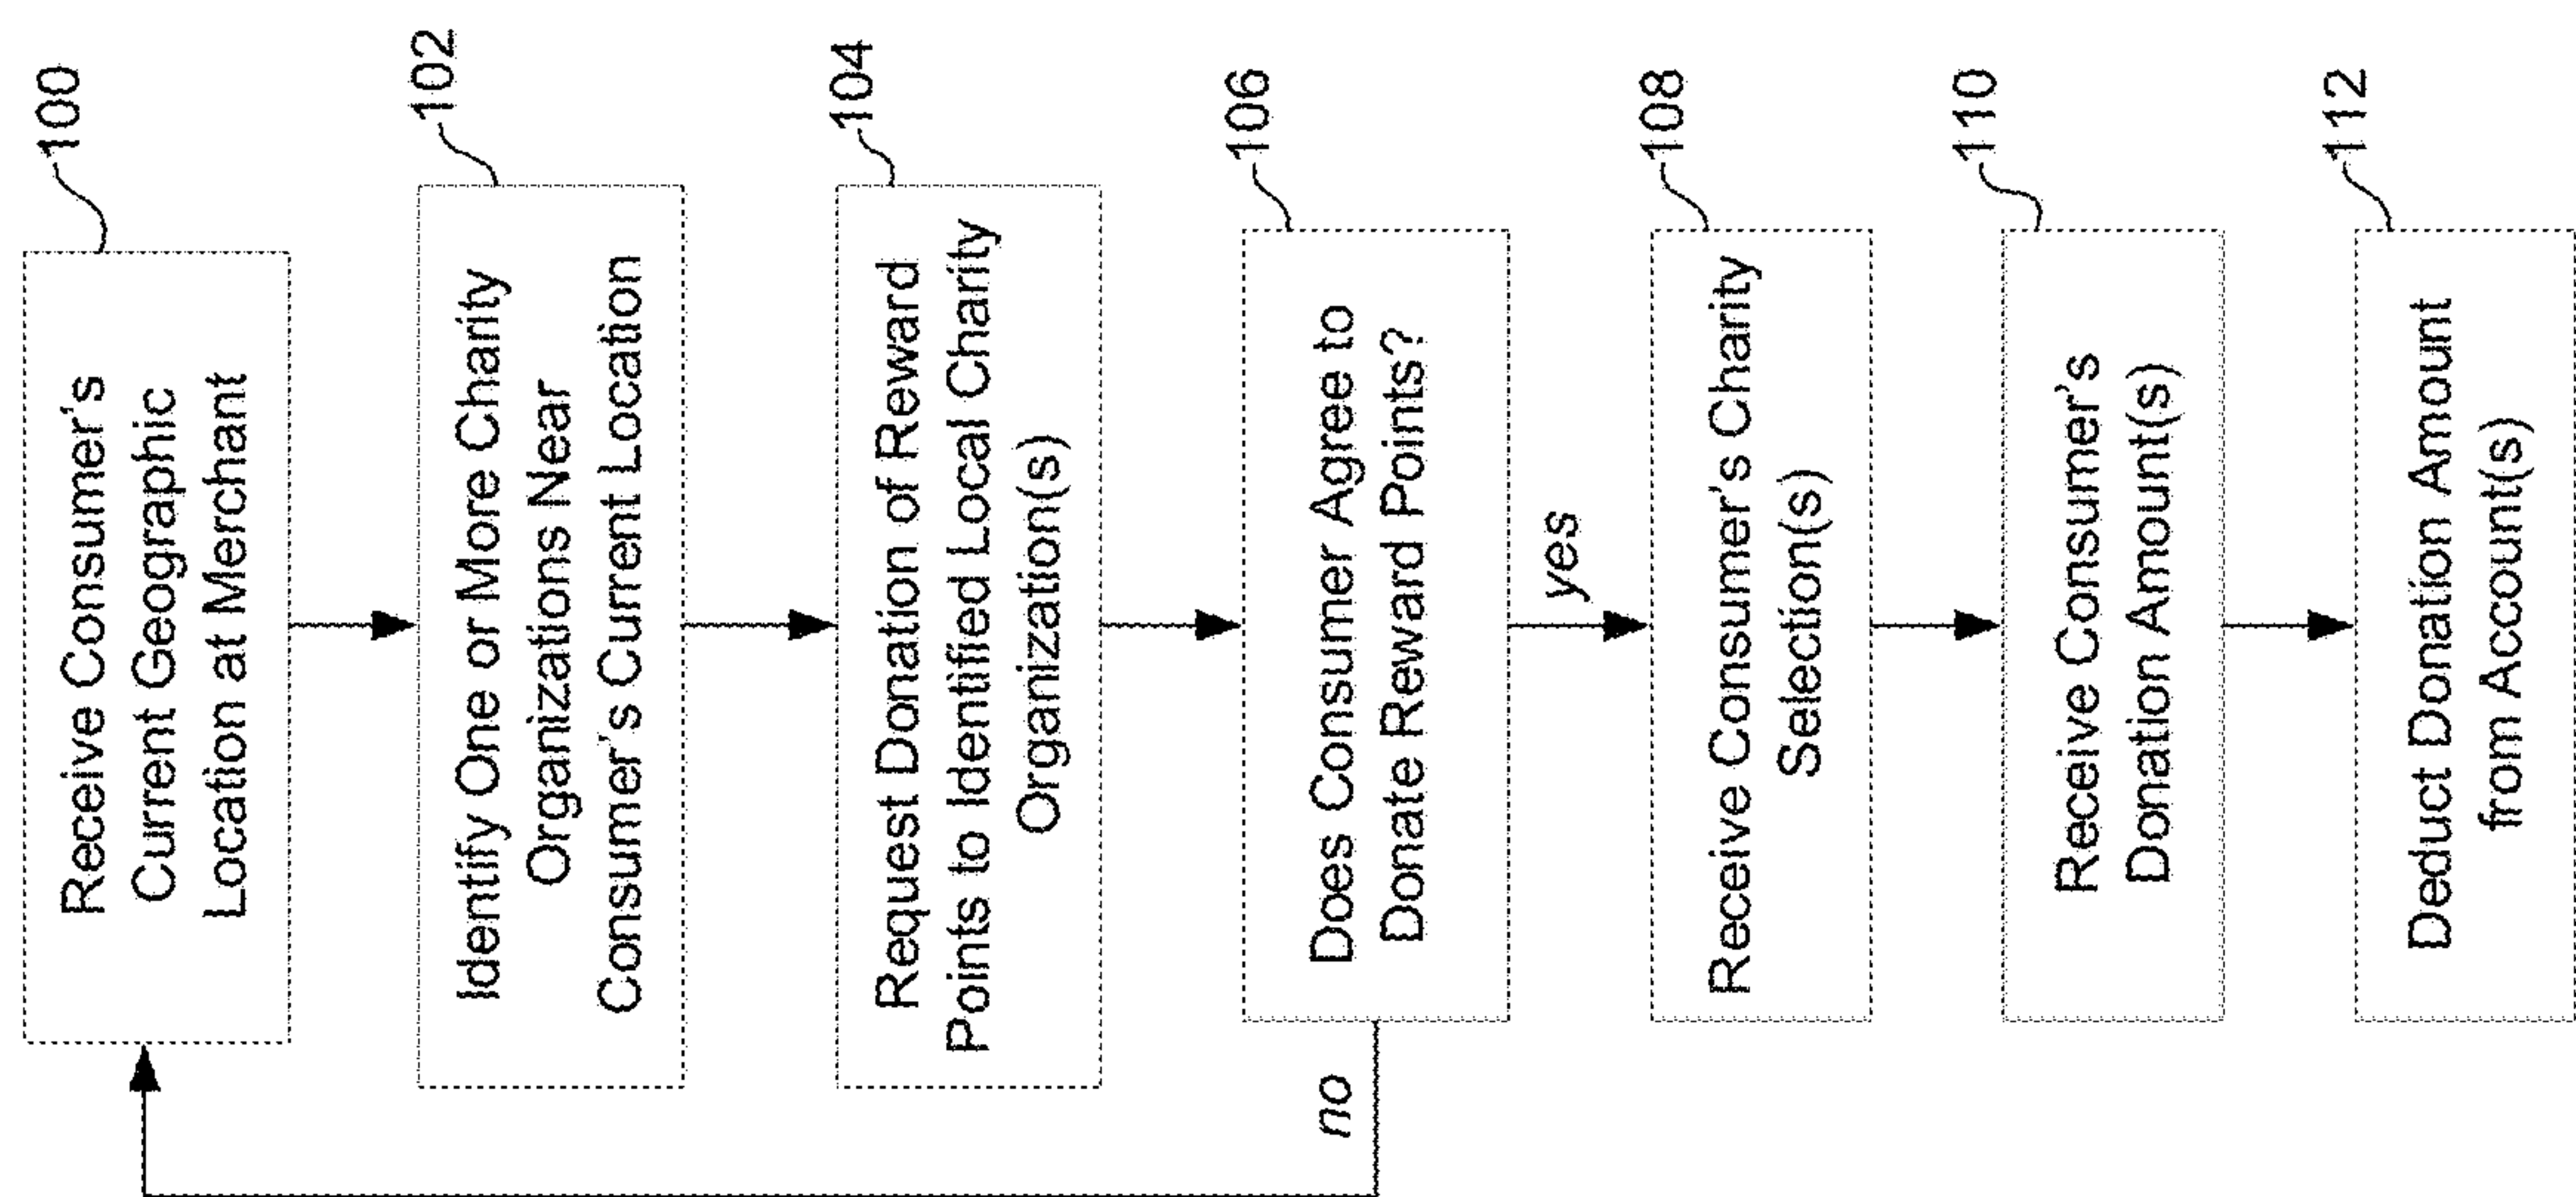 100
Receive Consumer's
Current Geographic
Location at Merchant
102
Identify One or More Charity
Organizations Near
Consumer's Current Location
104
Request Donation of Reward
Points to Identified Local Charity
Organization(s)
106
Does Consumer Agree to
Donate Reward Points?
no
yes
108
Receive Consumer's Charity
Selection(s)
110
Receive Consumer's
Donation Amount(s)
112
Deduct Donation Amount
from Account(s)